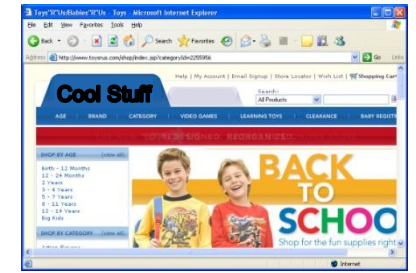 Toys"R"Us/Babies"R"Us - Toys - Microsoft Internet Explorer
File Edit View Favorites Tools Help
Back Search Favorites
Address http://www.toysrus.com/shop/index.jsp?categoryId=2255956 Go Links
Help | My Account | Email Signup | Store Locator | Wish List | Shopping Cart
Cool Stuff
Search:
All Products
AGE BRAND CATEGORY VIDEO GAMES LEARNING TOYS CLEARANCE BABY REGISTR
REORGANIZED
SHOP BY AGE (view all)
Birth - 12 Months
12 - 24 Months
2 Years
3 - 4 Years
5 - 7 Years
8 - 11 Years
12 - 14 Years
Big Kids
SHOP BY CATEGORY (view all)
BACK
TO
SCHOO
Shop for the fun supplies right
Internet